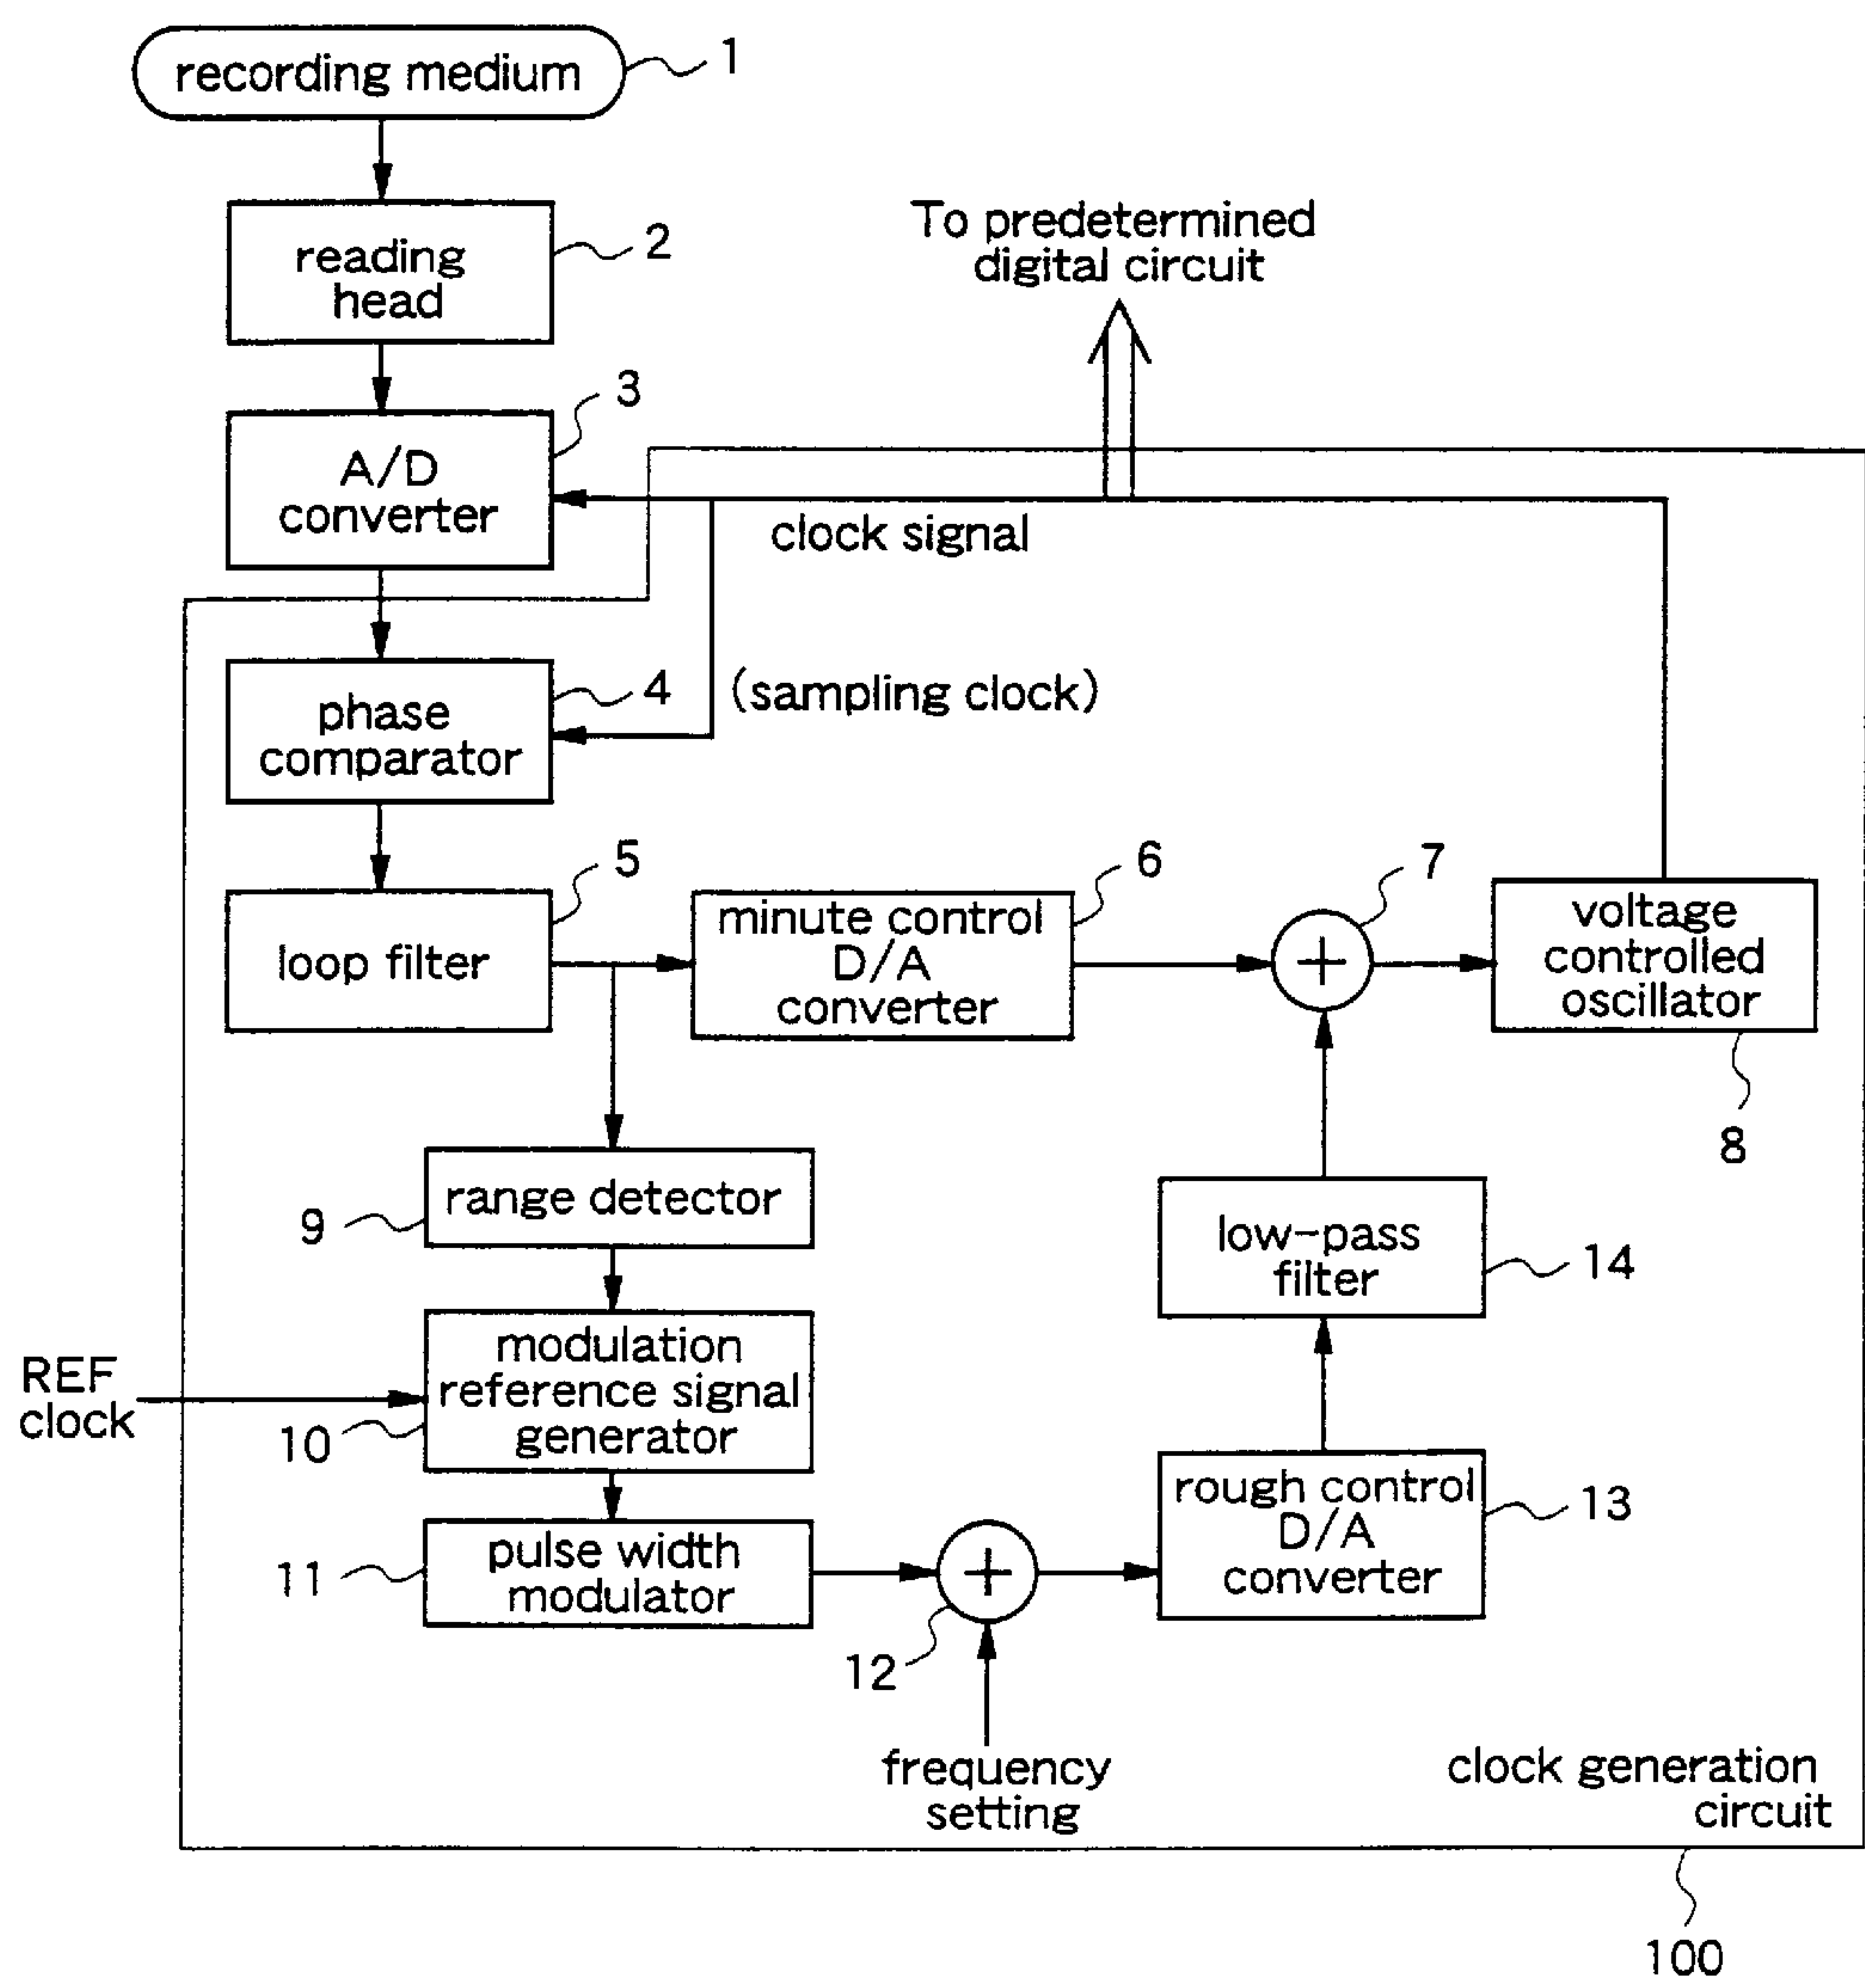 recording medium
1
reading
head
2
To predetermined
digital circuit
A/D
converter
3
clock signal
phase
comparator
4
(sampling clock)
loop filter
5
minute control
D/A
converter
6
+
7
voltage
controlled
oscillator
8
range detector
9
low-pass
filter
14
REF
clock
modulation
reference signal
generator
10
rough control
D/A
converter
13
pulse width
modulator
11
+
12
frequency
setting
clock generation
circuit
100